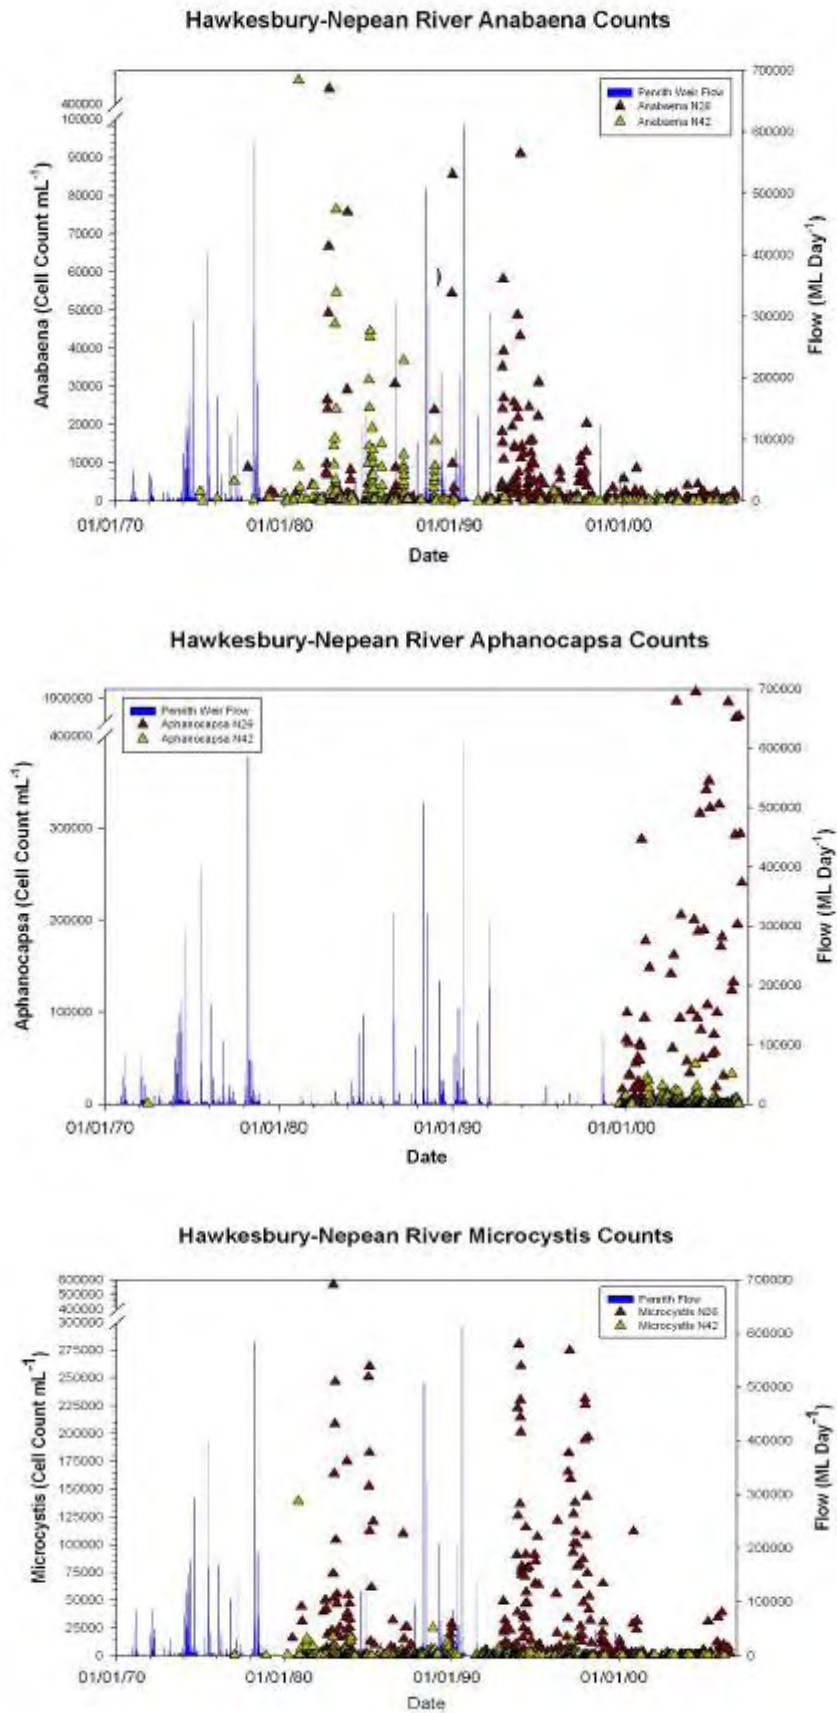 Hawkesbury-Nepean River Anabaena Counts
Anabaena (Cell Count mL-1)
400000
100000
90000
80000
70000
60000
50000
40000
30000
20000
10000
0
Penrith Weir Flow
Anabaena N26
Anabaena N42
700000
600000
500000
400000
300000
200000
100000
0
Flow (ML Day-1)
01/01/70 01/01/80 01/01/90 01/01/00
Date
Hawkesbury-Nepean River Aphanocapsa Counts
Aphanocapsa (Cell Count mL-1)
400000
300000
200000
100000
0
Penrith Weir Flow
Aphanocapsa N26
Aphanocapsa N42
700000
600000
500000
400000
300000
200000
100000
0
Flow (ML Day-1)
01/01/70 01/01/80 01/01/90 01/01/00
Date
Hawkesbury-Nepean River Microcystis Counts
Microcystis (Cell Count mL-1)
600000
500000
400000
300000
275000
250000
225000
200000
175000
150000
125000
100000
75000
50000
25000
0
Penrith Flow
Microcystis N26
Microcystis N42
700000
600000
500000
400000
300000
200000
100000
0
Flow (ML Day-1)
01/01/70 01/01/80 01/01/90 01/01/00
Date